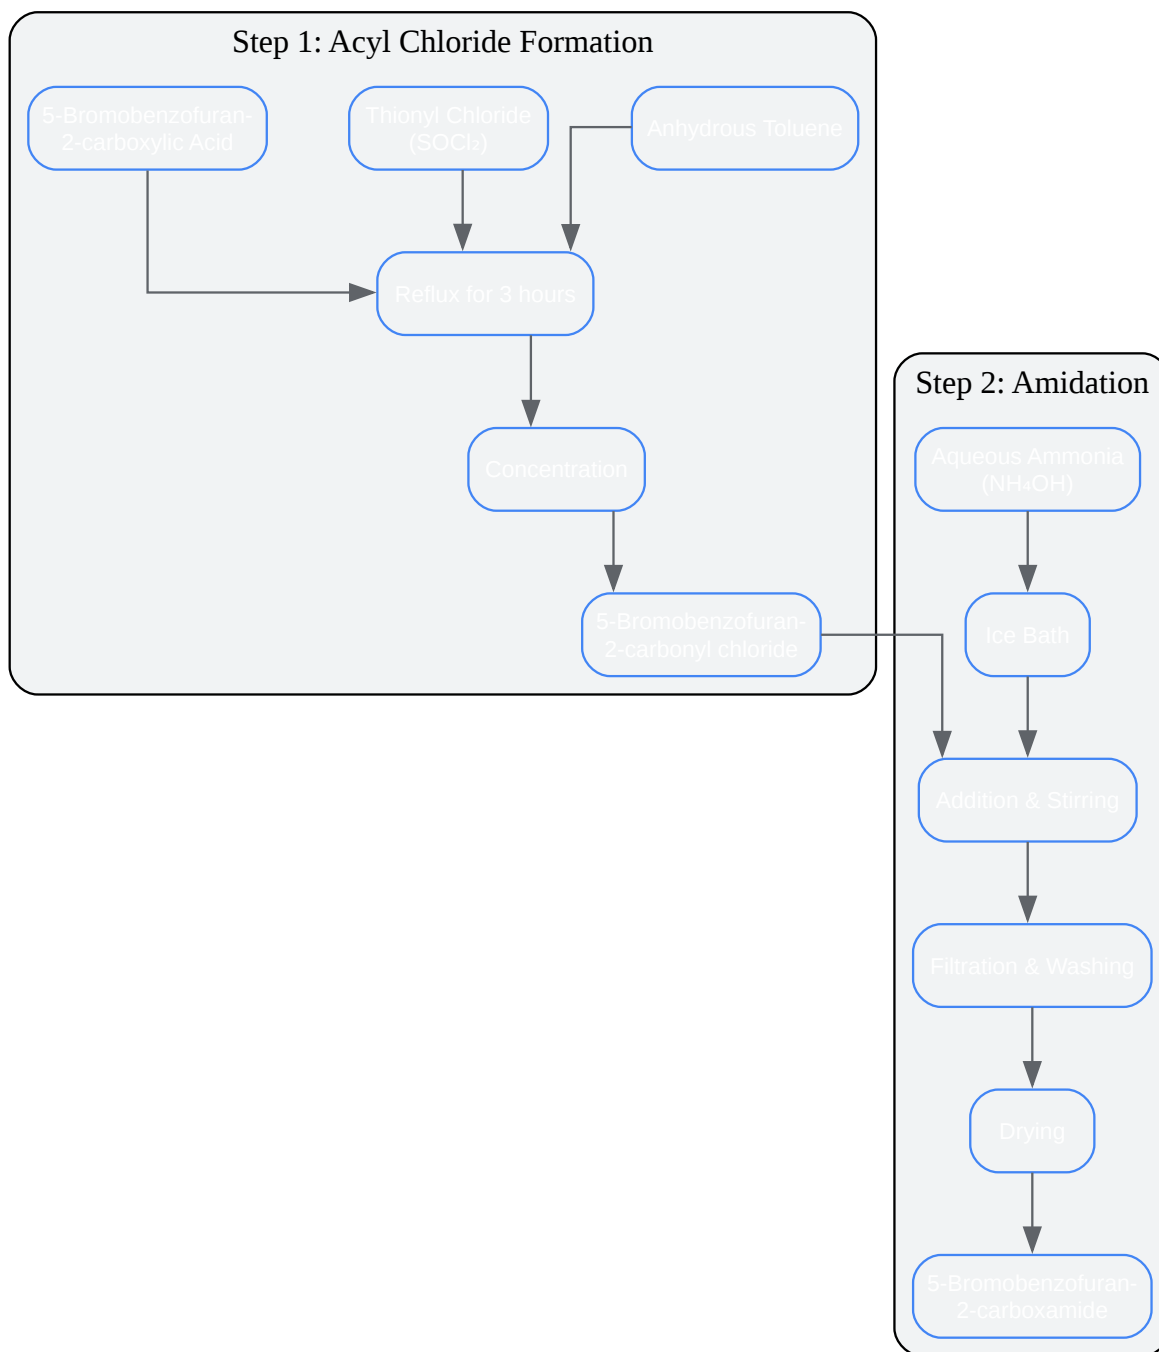 Step 1: Acyl Chloride Formation
5-Bromobenzofuran-
2-carboxylic Acid
Thionyl Chloride
(SOCl₂)
Anhydrous Toluene
Reflux for 3 hours
Concentration
5-Bromobenzofuran-
2-carbonyl chloride
Step 2: Amidation
Aqueous Ammonia
(NH₄OH)
Ice Bath
Addition & Stirring
Filtration & Washing
Drying
5-Bromobenzofuran-
2-carboxamide